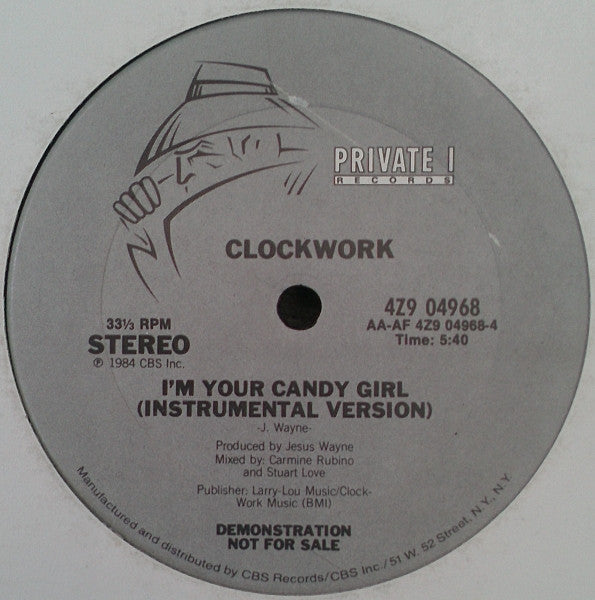 PRIVATE I
RECORDS
CLOCKWORK
33⅓ RPM
STEREO
℗ 1984 CBS Inc.
4Z9 04968
AA-AF 4Z9 04968-4
Time: 5:40
I'M YOUR CANDY GIRL
(INSTRUMENTAL VERSION)
-J. Wayne-
Produced by Jesus Wayne
Mixed by: Carmine Rubino
and Stuart Love
Publisher: Larry-Lou Music/Clock-
Work Music (BMI)
DEMONSTRATION
NOT FOR SALE
Manufactured and distributed by CBS Records/CBS Inc./51 W. 52 Street, N.Y., N.Y